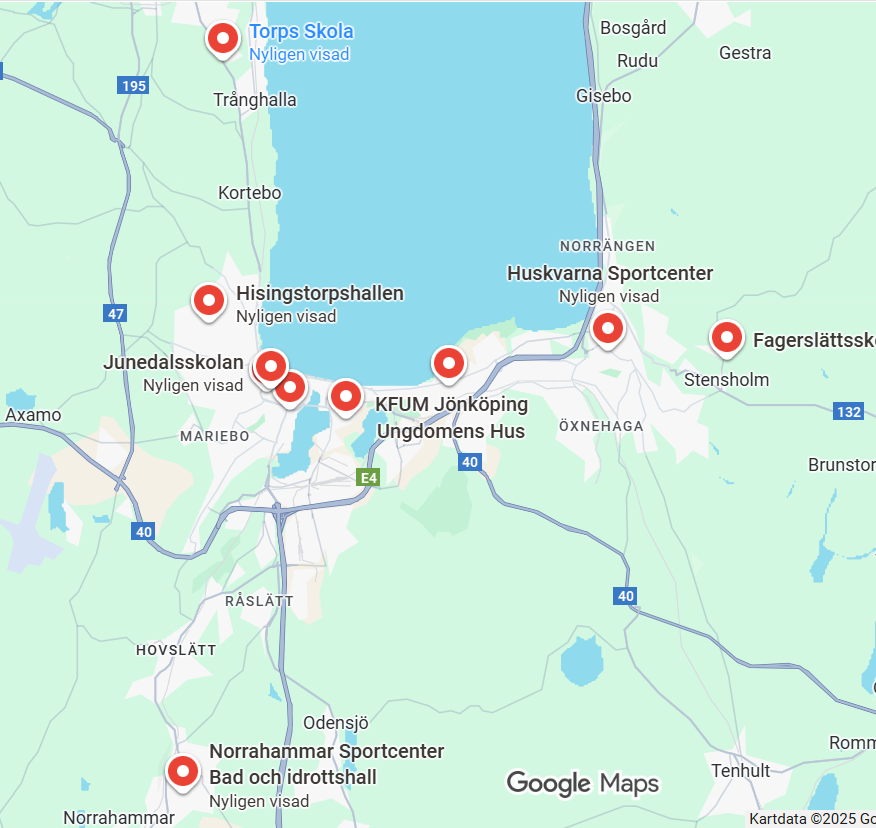 Torps Skola
Nyligen visad
Bosgård
Gestra
Rudu
195
Trånghalla
Gisebo
Kortebo
NORRÄNGEN
Huskvarna Sportcenter
Nyligen visad
Hisingstorpshallen
Nyligen visad
47
Fagerslättssk
Junedalsskolan
Nyligen visad
Stensholm
KFUM Jönköping
Ungdomens Hus
Axamo
132
MARIEBO
ÖXNEHAGA
40
Brunstor
E4
40
40
RÅSLÄTT
HOVSLÄTT
Odensjö
Norrahammar Sportcenter
Bad och idrottshall
Nyligen visad
Romm
Tenhult
Google Maps
Norrahammar
Kartdata ©2025 Go